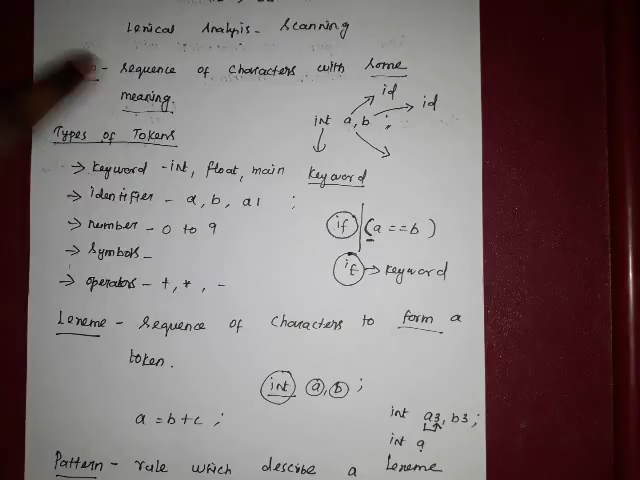 Lexical Analysis - Scanning
- sequence of characters with some
meaning.
id
id
int a, b ;
Types of Tokens
→ keyword - int, float, main
keyword
→ identifier - a, b, a1 ;
→ number - 0 to 9
if (a == b)
→ symbols -
if → keyword
→ operators - +, *, -
Lexeme - sequence of characters to form a
token.
int a, b ;
a = b + c ;
int a3, b3 ;
int a
Pattern - rule which describe a Lexeme